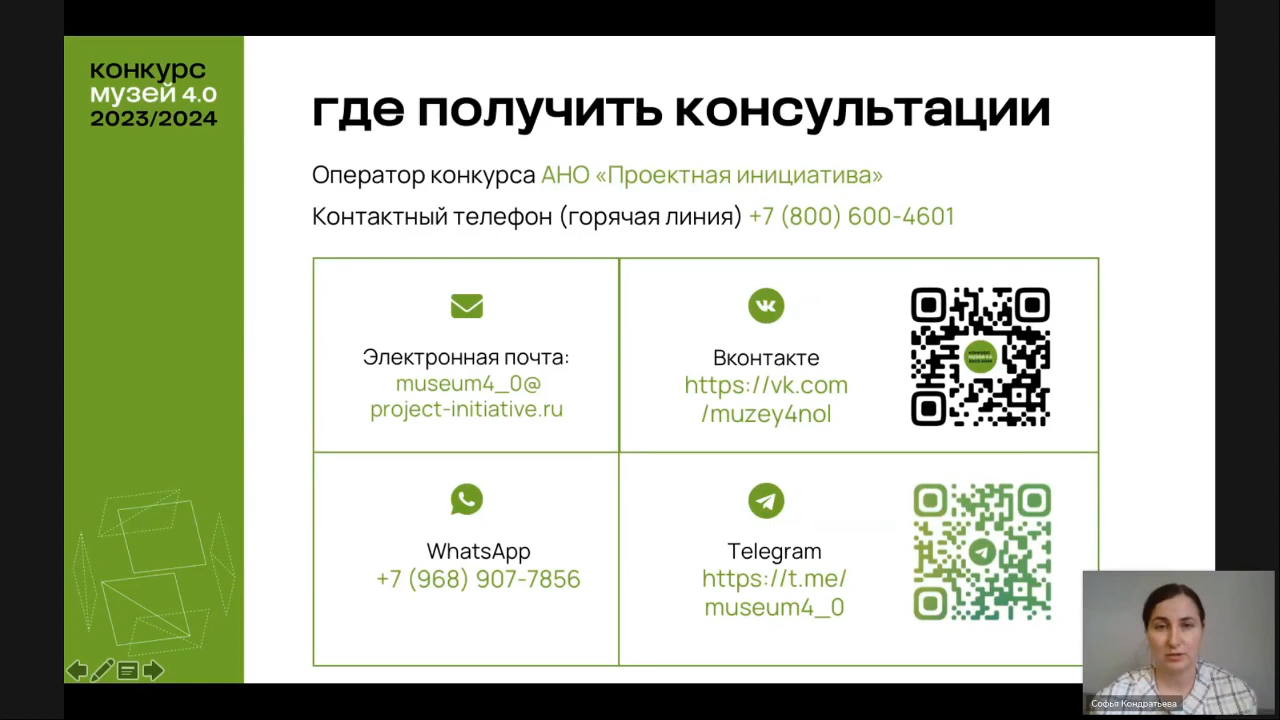 конкурс
музей 4.0
2023/2024
где получить консультации
Оператор конкурса АНО «Проектная инициатива»
Контактный телефон (горячая линия) +7 (800) 600-4601
Электронная почта:
museum4_0@
project-initiative.ru
Вконтакте
https://vk.com
/muzey4nol
WhatsApp
+7 (968) 907-7856
Telegram
https://t.me/
museum4_0
Софья Кондратьева